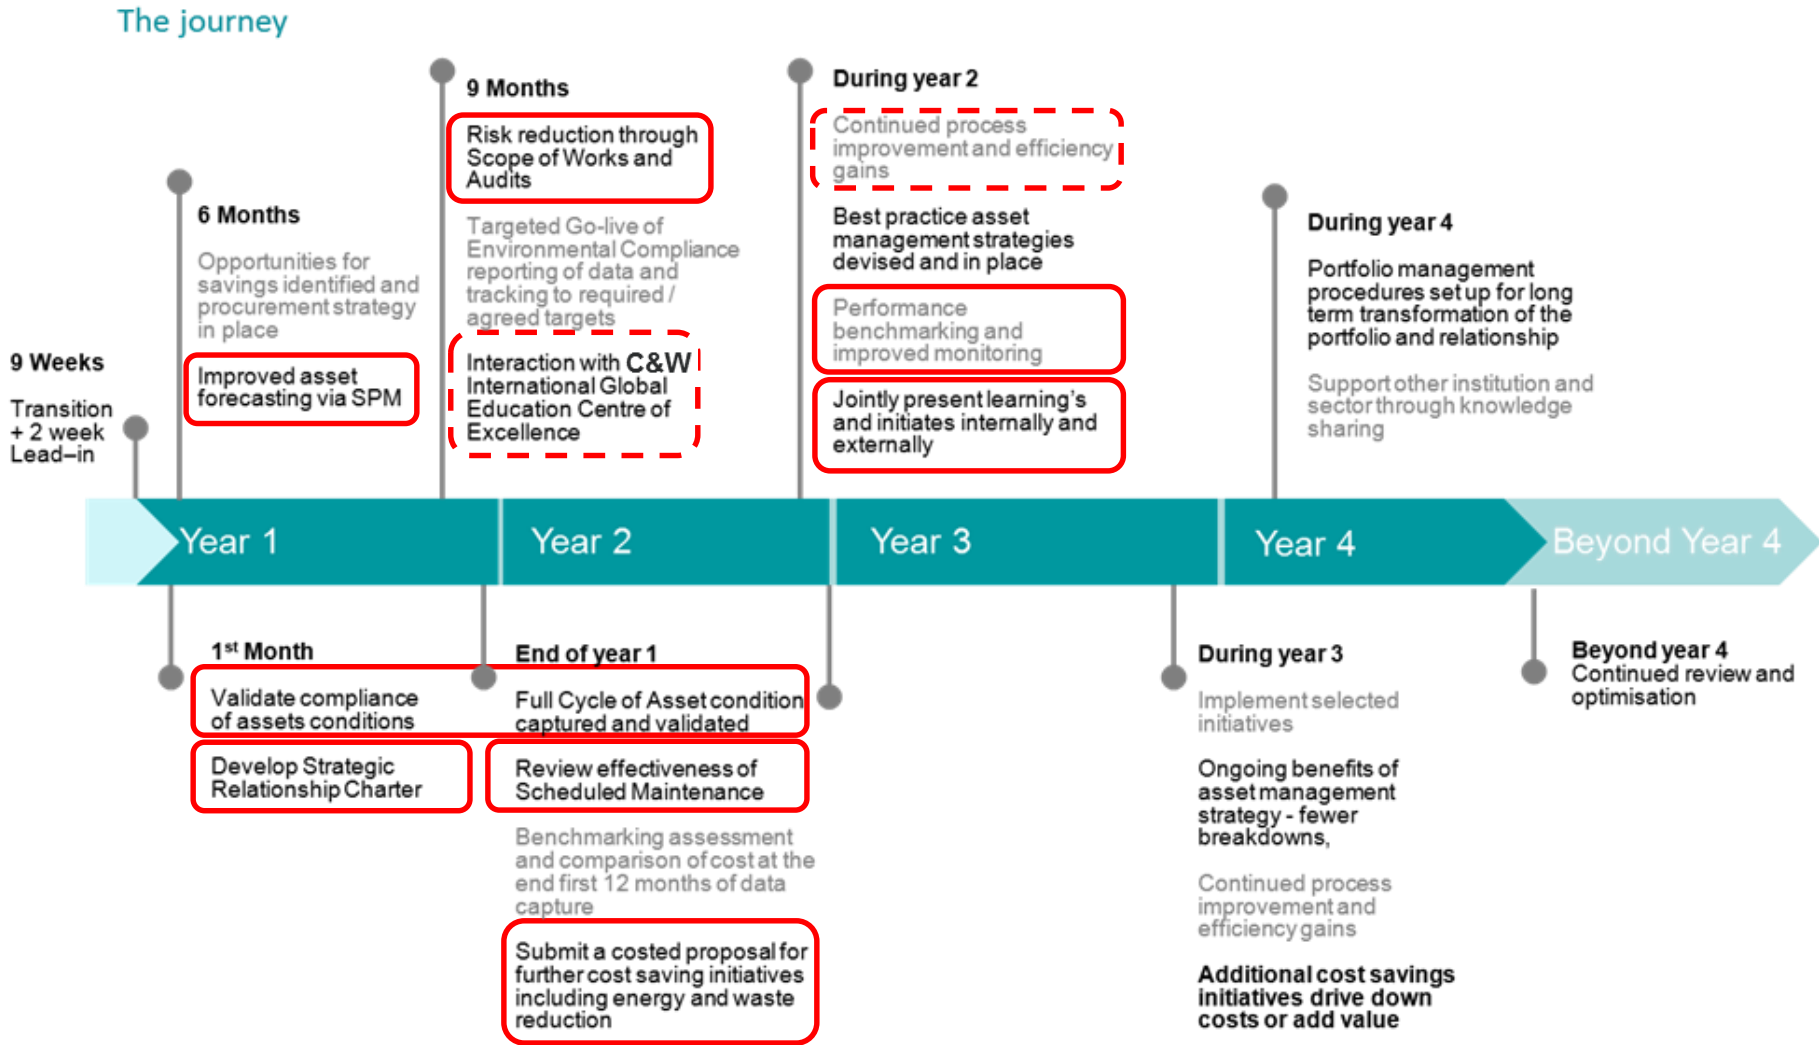 The journey
9 Weeks
Transition
+ 2 week
Lead–in
6 Months
Opportunities for
savings identified and
procurement strategy
in place
Improved asset
forecasting via SPM
9 Months
Risk reduction through
Scope of Works and
Audits
Targeted Go-live of
Environmental Compliance
reporting of data and
tracking to required /
agreed targets
Interaction with C&W
International Global
Education Centre of
Excellence
During year 2
Continued process
improvement and efficiency
gains
Best practice asset
management strategies
devised and in place
Performance
benchmarking and
improved monitoring
Jointly present learning's
and initiates internally and
externally
During year 4
Portfolio management
procedures set up for long
term transformation of the
portfolio and relationship
Support other institution and
sector through knowledge
sharing
Year 1
Year 2
Year 3
Year 4
Beyond Year 4
1st Month
Validate compliance
of assets conditions
Develop Strategic
Relationship Charter
End of year 1
Full Cycle of Asset condition
captured and validated
Review effectiveness of
Scheduled Maintenance
Benchmarking assessment
and comparison of cost at the
end first 12 months of data
capture
Submit a costed proposal for
further cost saving initiatives
including energy and waste
reduction
During year 3
Implement selected
initiatives
Ongoing benefits of
asset management
strategy - fewer
breakdowns,
Continued process
improvement and
efficiency gains
Additional cost savings
initiatives drive down
costs or add value
Beyond year 4
Continued review and
optimisation